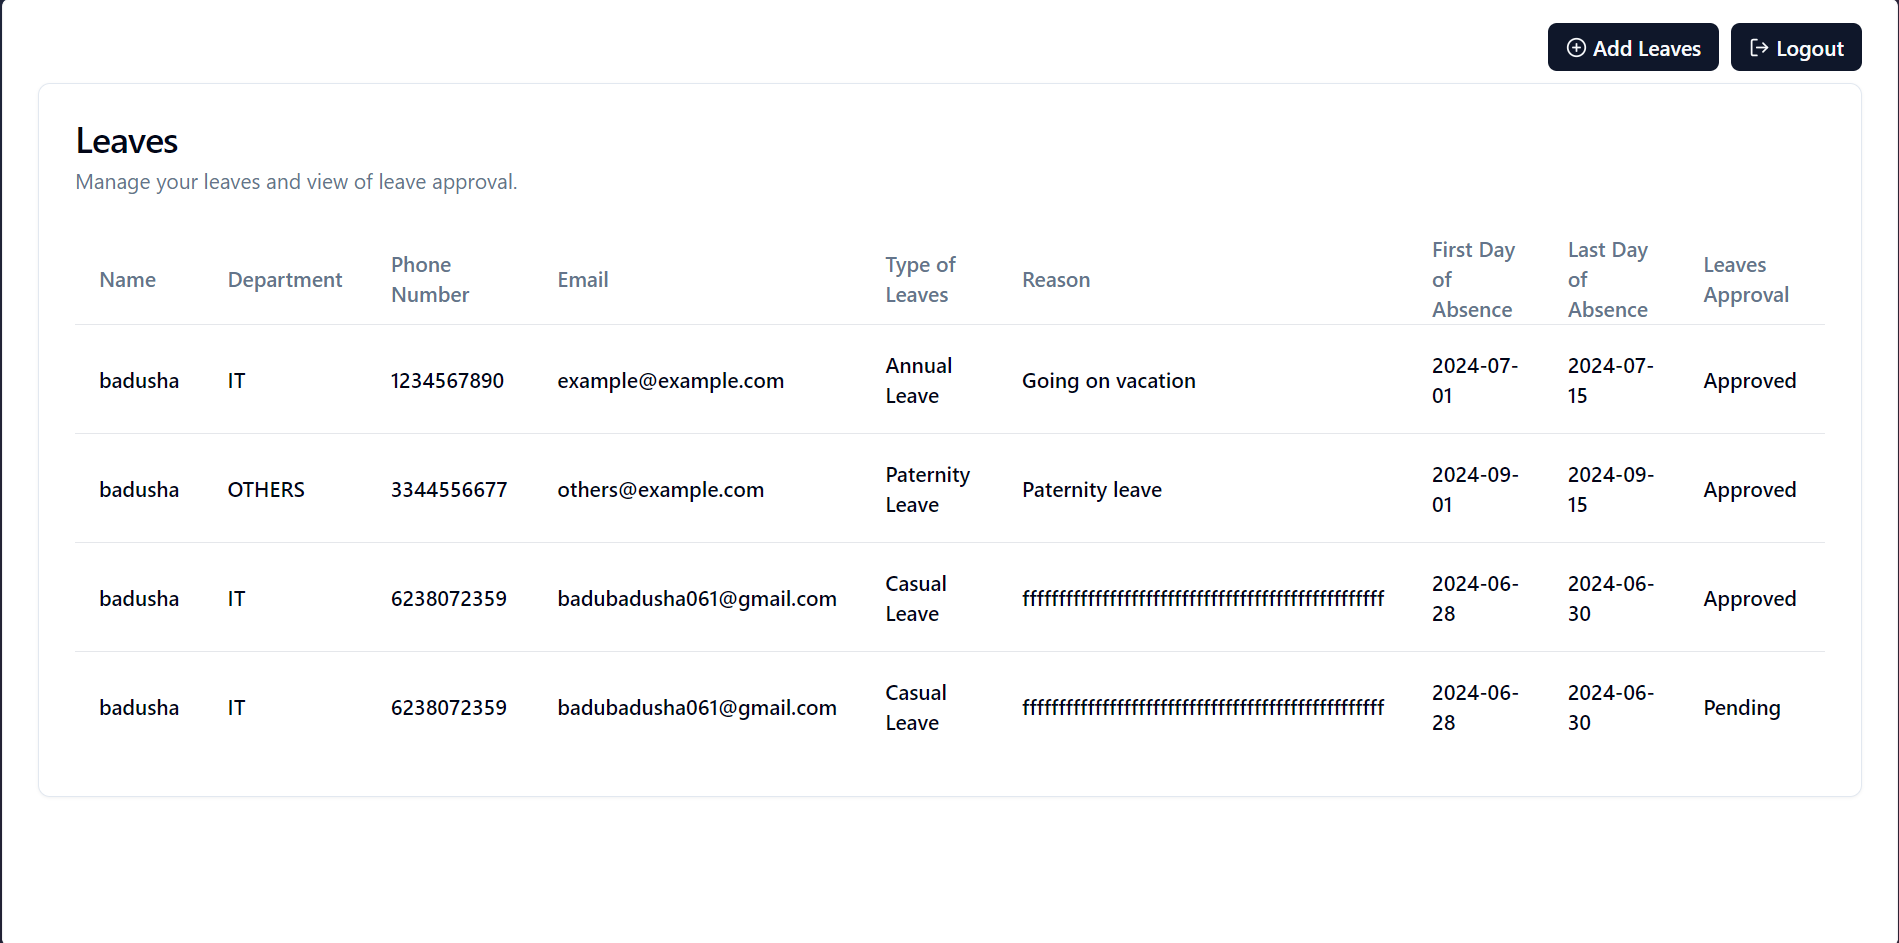 Add Leaves Logout
Leaves
Manage your leaves and view of leave approval.
Name Department Phone Number Email Type of Leaves Reason First Day of Absence Last Day of Absence Leaves Approval
badusha IT 1234567890 example@example.com Annual Leave Going on vacation 2024-07-01 2024-07-15 Approved
badusha OTHERS 3344556677 others@example.com Paternity Leave Paternity leave 2024-09-01 2024-09-15 Approved
badusha IT 6238072359 badubadusha061@gmail.com Casual Leave 2024-06-28 2024-06-30 Approved
badusha IT 6238072359 badubadusha061@gmail.com Casual Leave 2024-06-28 2024-06-30 Pending